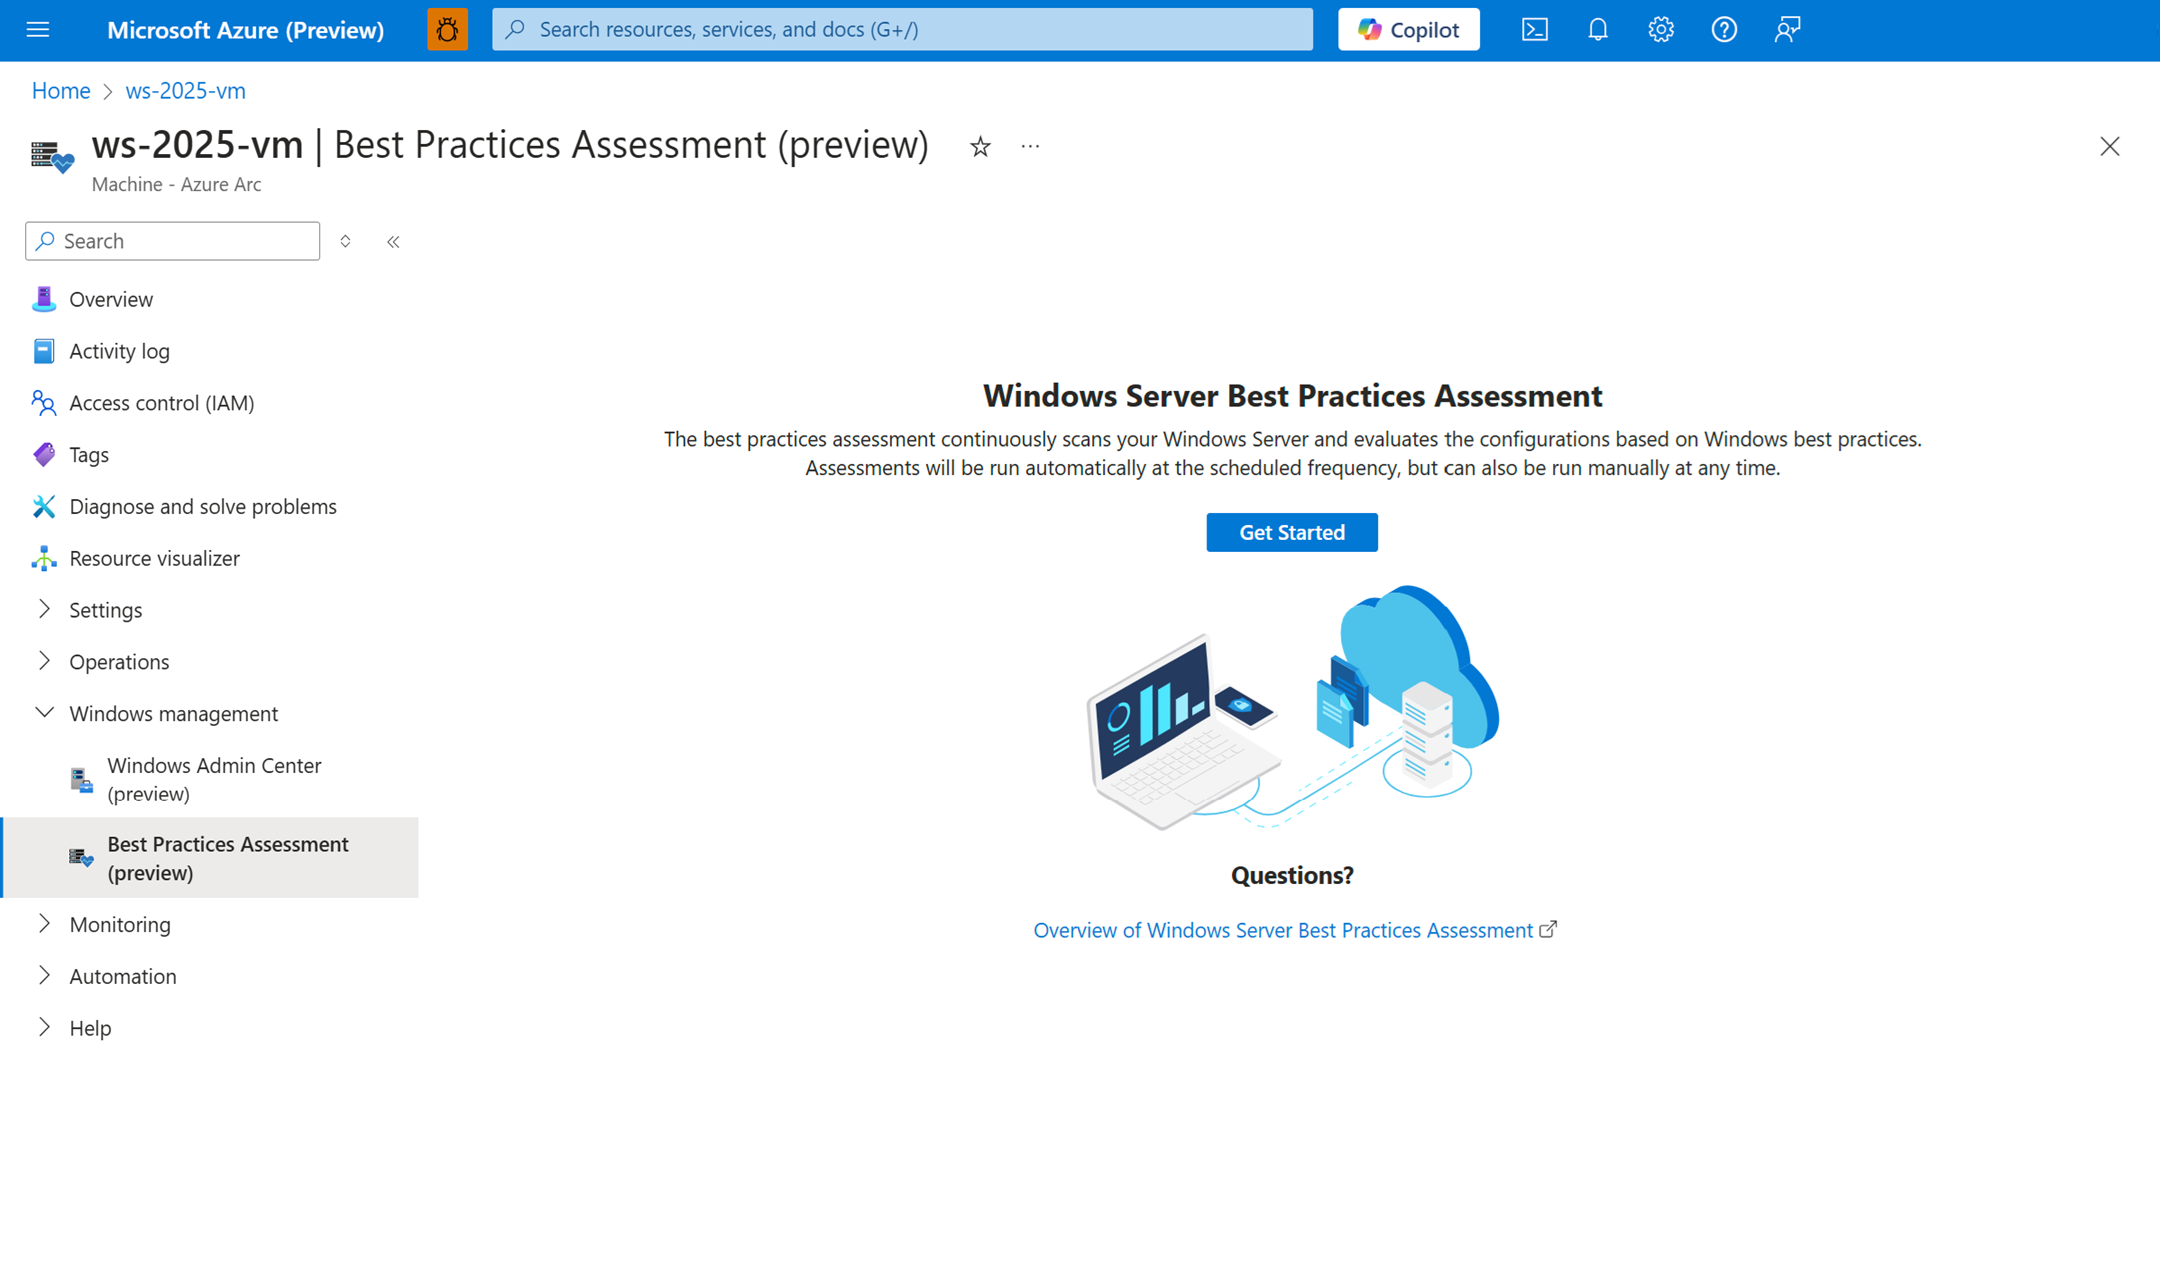 Microsoft Azure (Preview)
Search resources, services, and docs (G+/)
Copilot
Home > ws-2025-vm
ws-2025-vm | Best Practices Assessment (preview)
Machine - Azure Arc
Search
Overview
Activity log
Access control (IAM)
Tags
Diagnose and solve problems
Resource visualizer
Settings
Operations
Windows management
Windows Admin Center
(preview)
Best Practices Assessment
(preview)
Monitoring
Automation
Help
Windows Server Best Practices Assessment
The best practices assessment continuously scans your Windows Server and evaluates the configurations based on Windows best practices.
Assessments will be run automatically at the scheduled frequency, but can also be run manually at any time.
Get Started
Questions?
Overview of Windows Server Best Practices Assessment